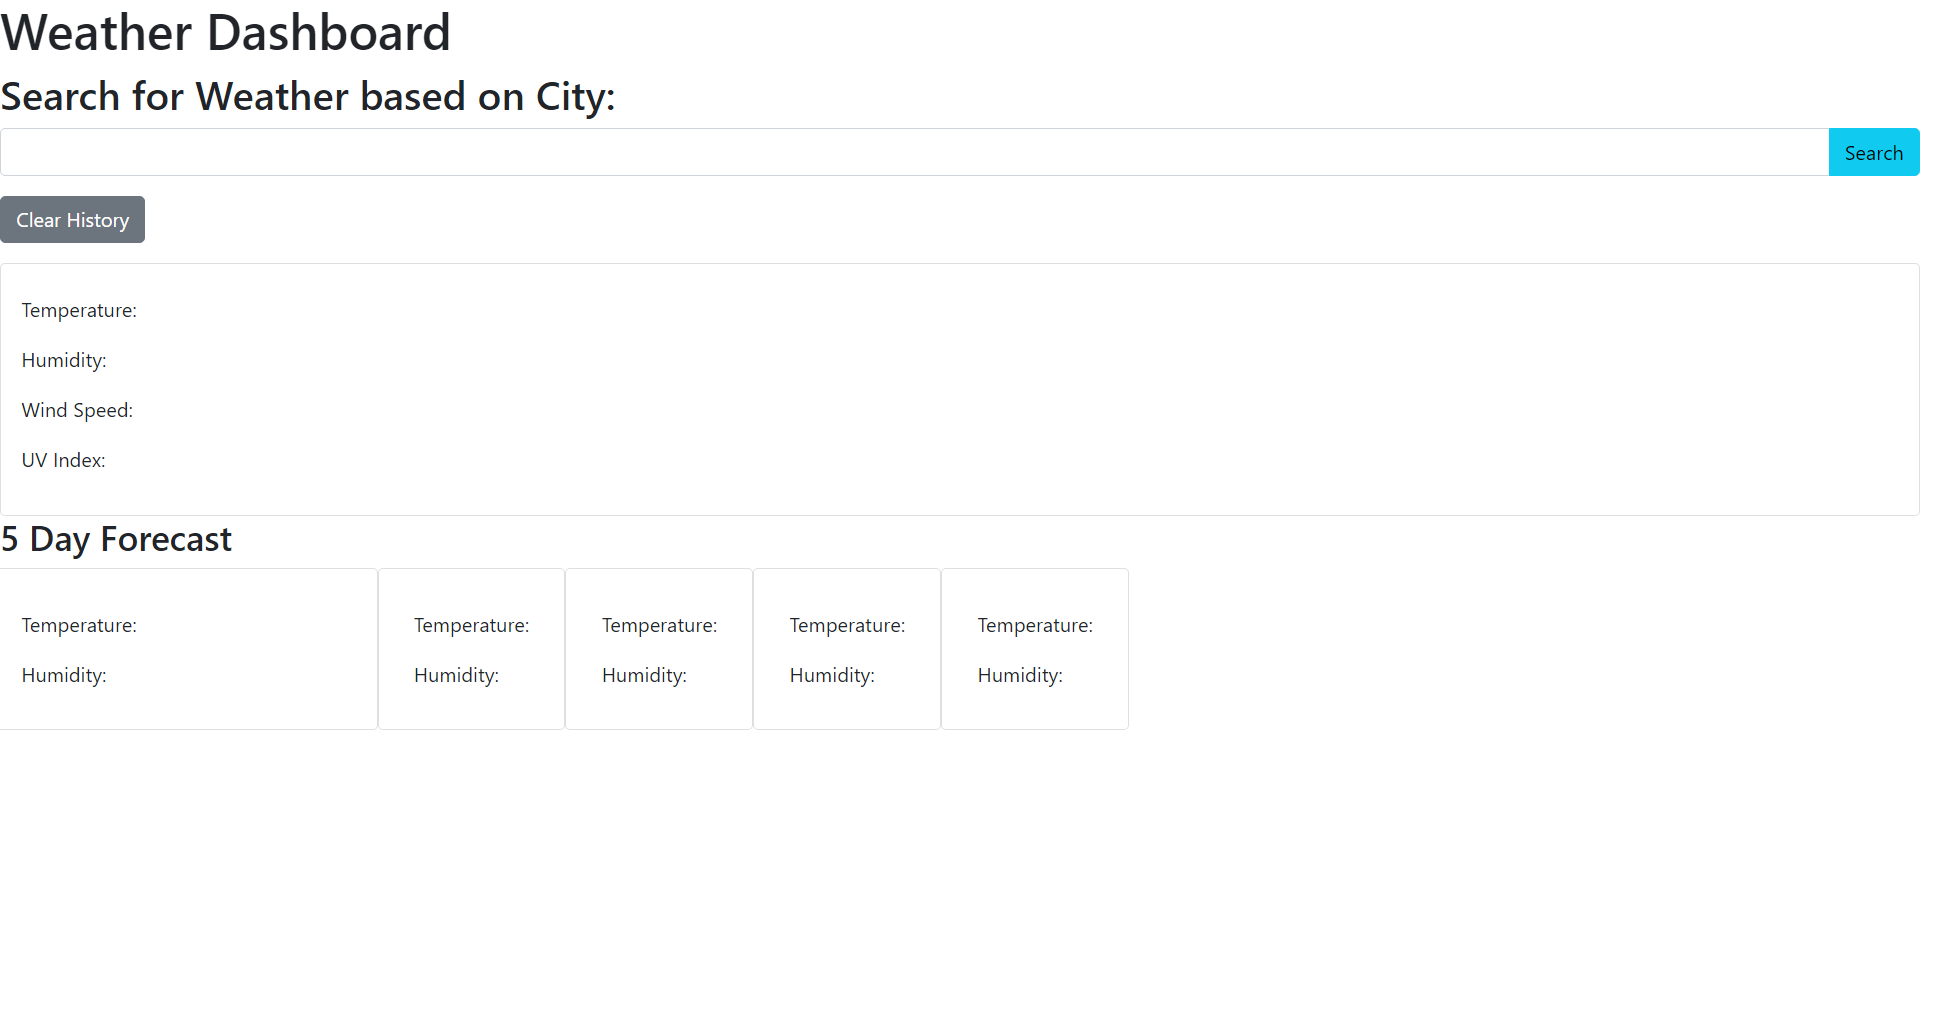 Weather Dashboard
Search for Weather based on City:
Search
Clear History
Temperature:
Humidity:
Wind Speed:
UV Index:
5 Day Forecast
Temperature: Temperature: Temperature: Temperature: Temperature:
Humidity: Humidity: Humidity: Humidity: Humidity: